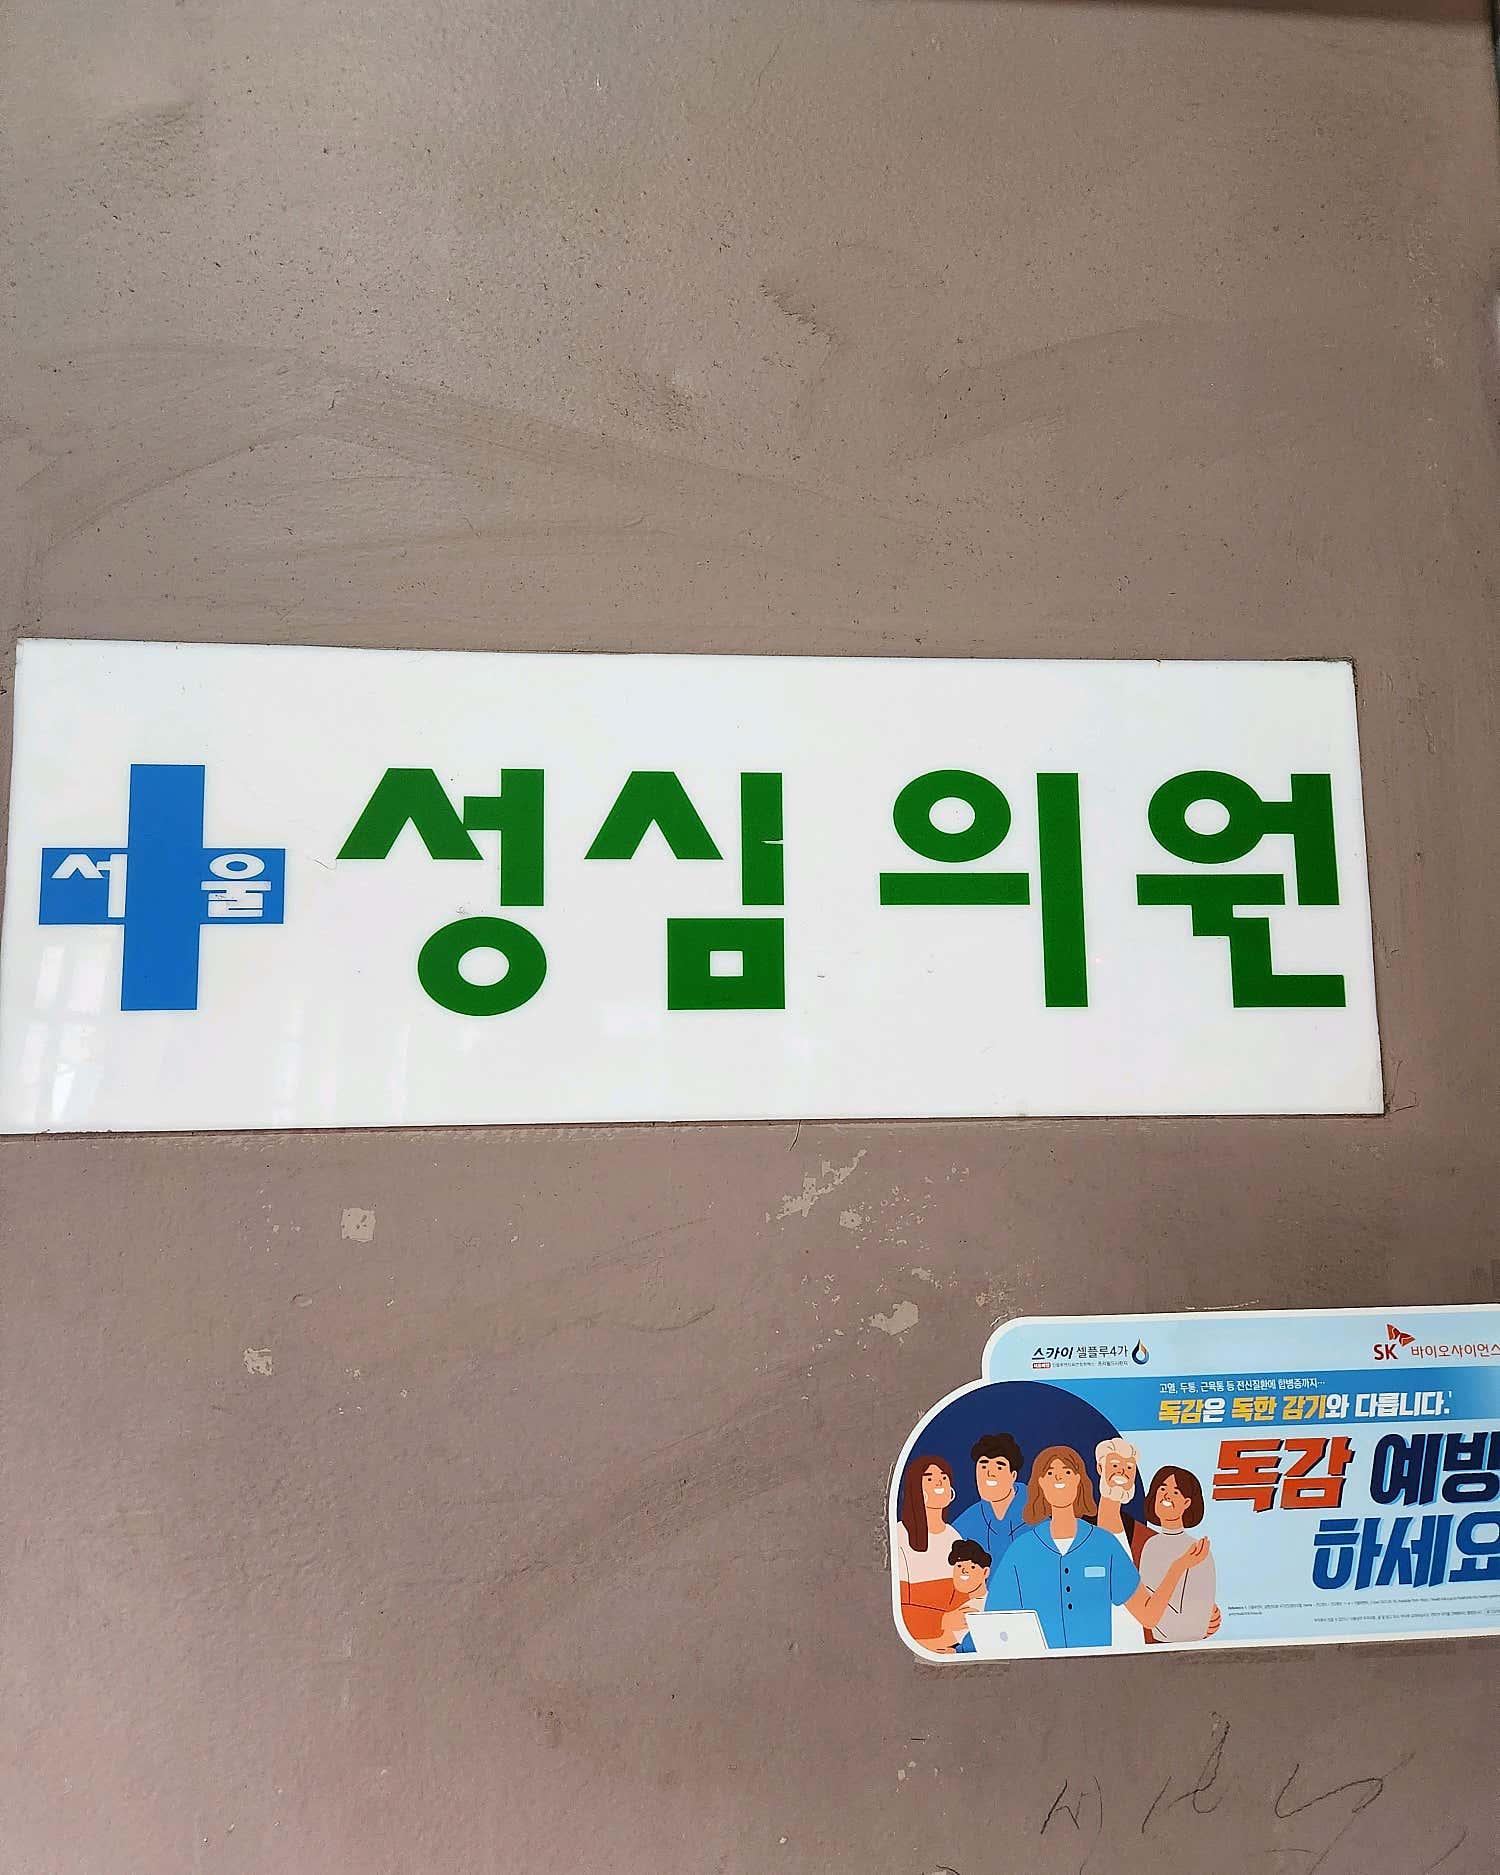 서울 성심의원
스카이셀플루4가
SK 바이오사이언스
고열, 두통, 근육통 등 전신질환에 합병증까지…
독감은 독한 감기와 다릅니다.¹
독감 예방
하세요